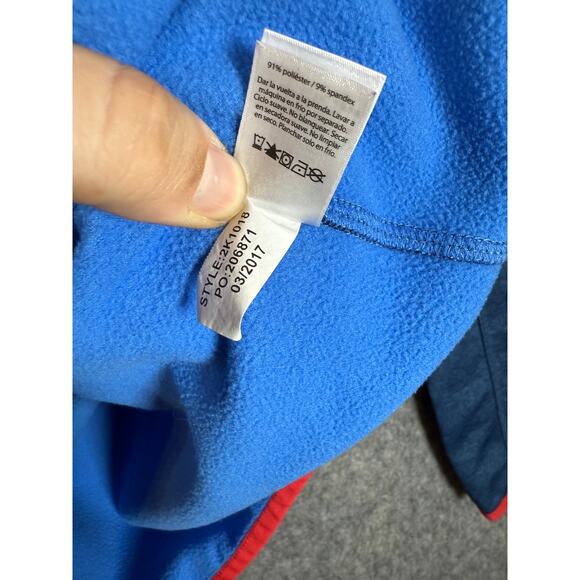 91% poliéster / 9% spandex
Dar la vuelta a la prenda. Lavar a
máquina en frío por separado.
Ciclo suave. No blanquear. Secar
en secadora suave. No limpiar
en seco. Planchar solo en frío.
STYLE:2K1018
PO:206871
03/2017